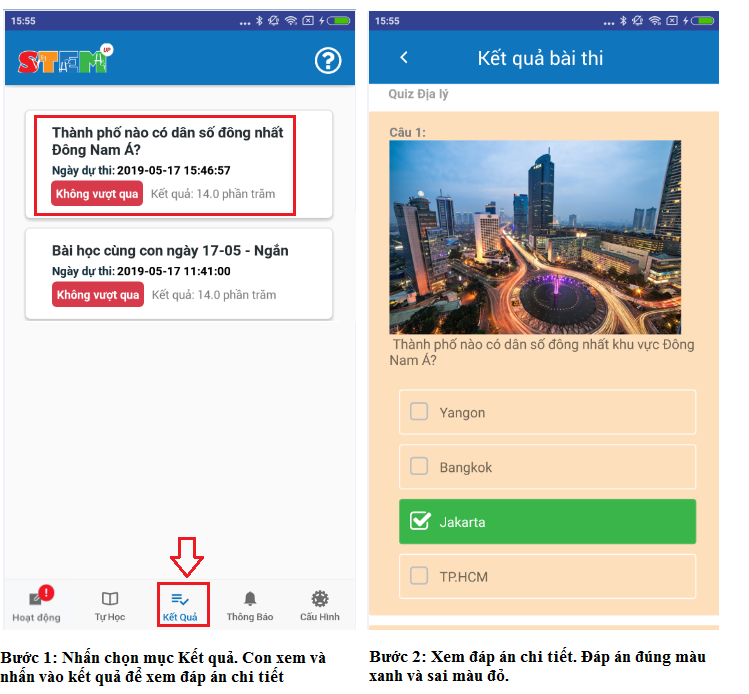 15:55
STEM UP
?
Thành phố nào có dân số đông nhất
Đông Nam Á?
Ngày dự thi: 2019-05-17 15:46:57
Không vượt qua Kết quả: 14.0 phần trăm
Bài học cùng con ngày 17-05 - Ngắn
Ngày dự thi: 2019-05-17 11:41:00
Không vượt qua Kết quả: 14.0 phần trăm
!
Hoạt động Tự Học Kết Quả Thông Báo Cấu Hình
Bước 1: Nhấn chọn mục Kết quả. Con xem và
nhấn vào kết quả để xem đáp án chi tiết
15:55
Kết quả bài thi
Quiz Địa lý
Câu 1:
Thành phố nào có dân số đông nhất khu vực Đông
Nam Á?
Yangon
Bangkok
Jakarta
TP.HCM
Bước 2: Xem đáp án chi tiết. Đáp án đúng màu
xanh và sai màu đỏ.